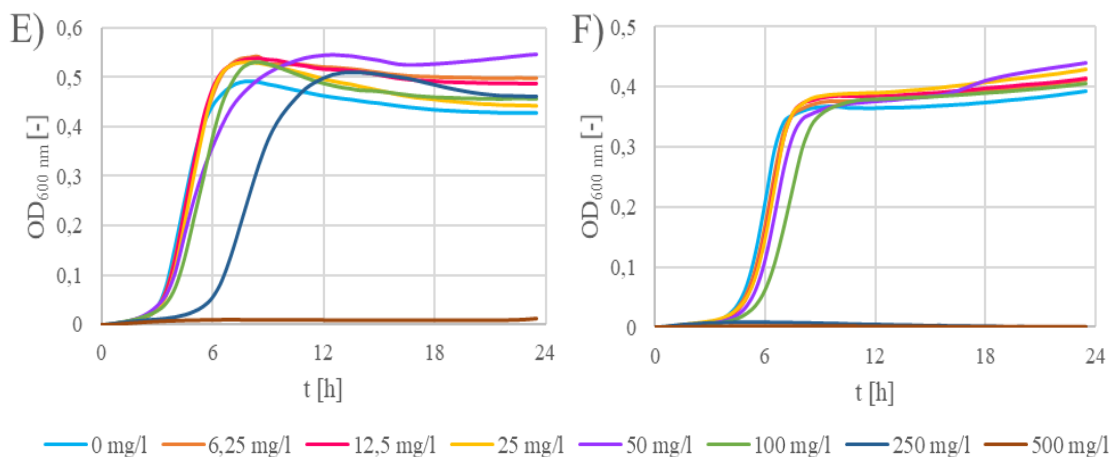 E)
0,6
0,5
0,4
0,3
0,2
0,1
0
OD600 nm [-]
0 6 12 18 24
t [h]
F)
0,5
0,4
0,3
0,2
0,1
0
OD600 nm [-]
0 6 12 18 24
t [h]
0 mg/l 6,25 mg/l 12,5 mg/l 25 mg/l 50 mg/l 100 mg/l 250 mg/l 500 mg/l